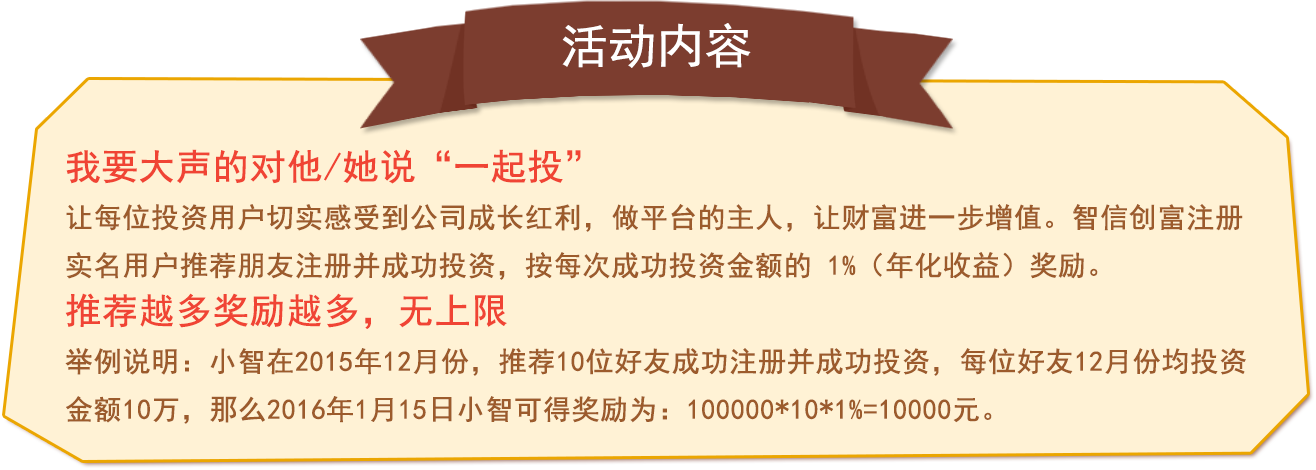 活动内容
我要大声的对他/她说“一起投”
让每位投资用户切实感受到公司成长红利，做平台的主人，让财富进一步增值。智信创富注册
实名用户推荐朋友注册并成功投资，按每次成功投资金额的 1%（年化收益）奖励。
推荐越多奖励越多，无上限
举例说明：小智在2015年12月份，推荐10位好友成功注册并成功投资，每位好友12月份均投资
金额10万，那么2016年1月15日小智可得奖励为：100000*10*1%=10000元。